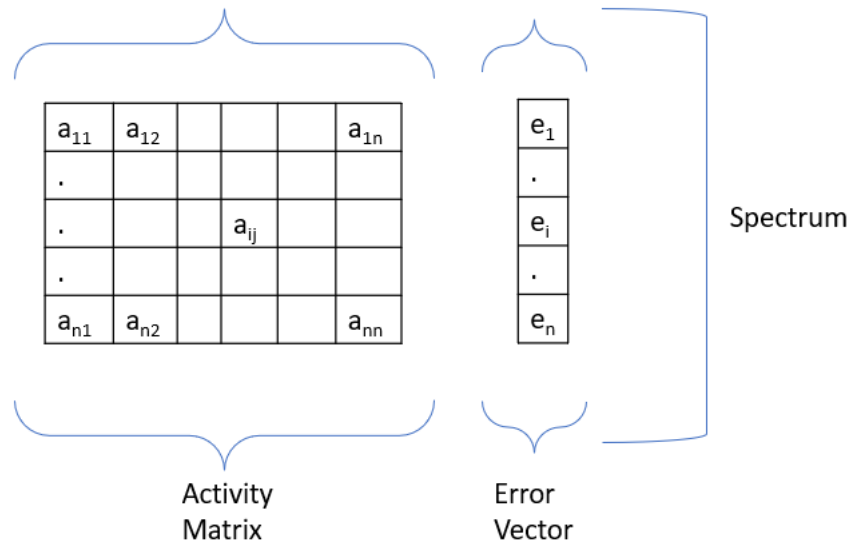 a11 a12 a1n e1
. .
. aij ei
. .
an1 an2 ann en
Spectrum
Activity Error
Matrix Vector